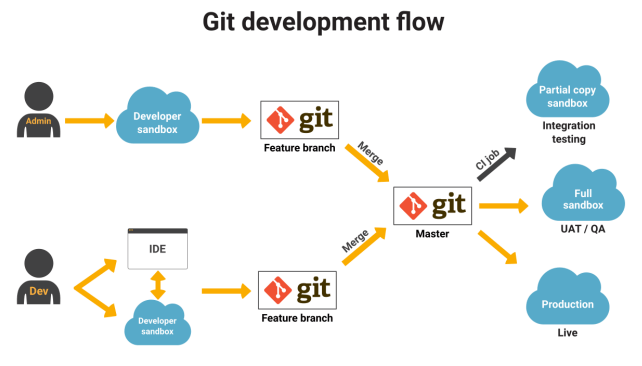 Git development flow
Admin
Developer
sandbox
git
Feature branch
Merge
Partial copy
sandbox
Integration
testing
CI job
git
Master
Full
sandbox
UAT / QA
Dev
IDE
Developer
sandbox
git
Feature branch
Merge
Production
Live